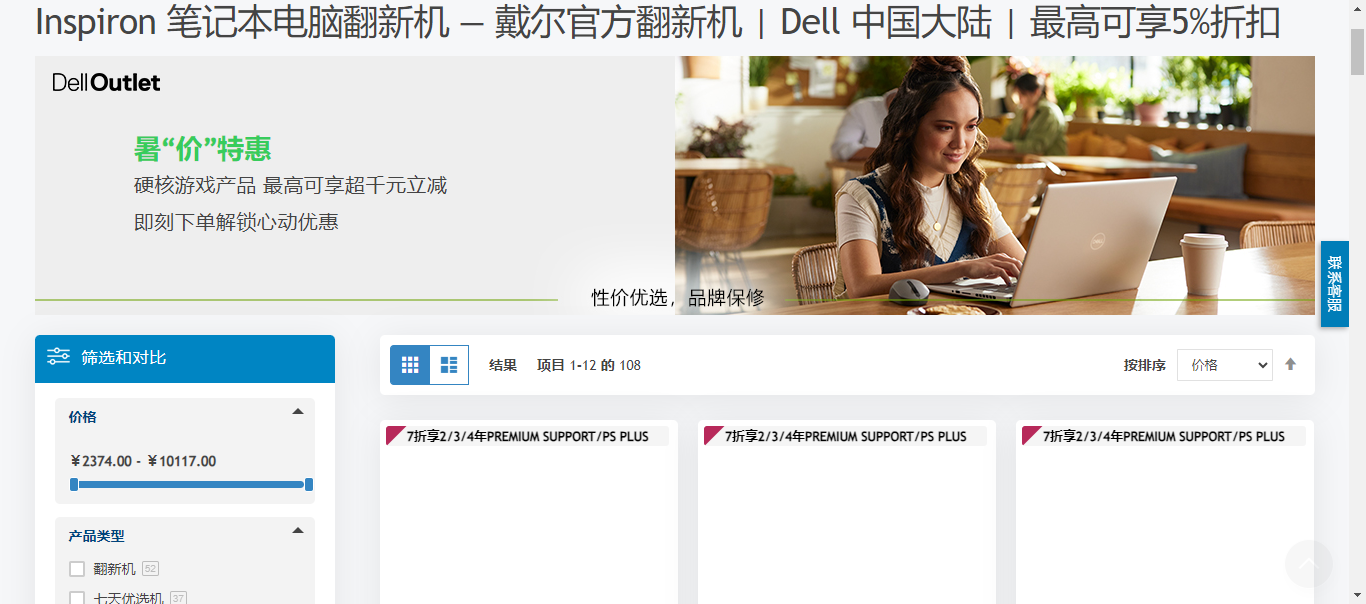 Inspiron 笔记本电脑翻新机 — 戴尔官方翻新机 | Dell 中国大陆 | 最高可享5%折扣
DellOutlet
暑“价”特惠
硬核游戏产品 最高可享超千元立减
即刻下单解锁心动优惠
性价优选，品牌保修
DELL
联系客服
筛选和对比
结果 项目 1-12 的 108
按排序 价格
价格
￥2374.00 - ￥10117.00
产品类型
翻新机 52
七天优选机 37
7折享2/3/4年PREMIUM SUPPORT/PS PLUS
7折享2/3/4年PREMIUM SUPPORT/PS PLUS
7折享2/3/4年PREMIUM SUPPORT/PS PLUS